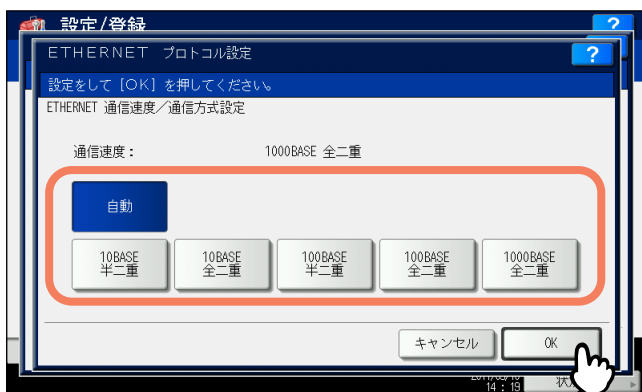 設定/登録
?
ETHERNET プロトコル設定
?
設定をして [OK] を押してください。
ETHERNET 通信速度／通信方式設定
通信速度： 1000BASE 全二重
自動
10BASE 半二重
10BASE 全二重
100BASE 半二重
100BASE 全二重
1000BASE 全二重
キャンセル
OK
14 : 19